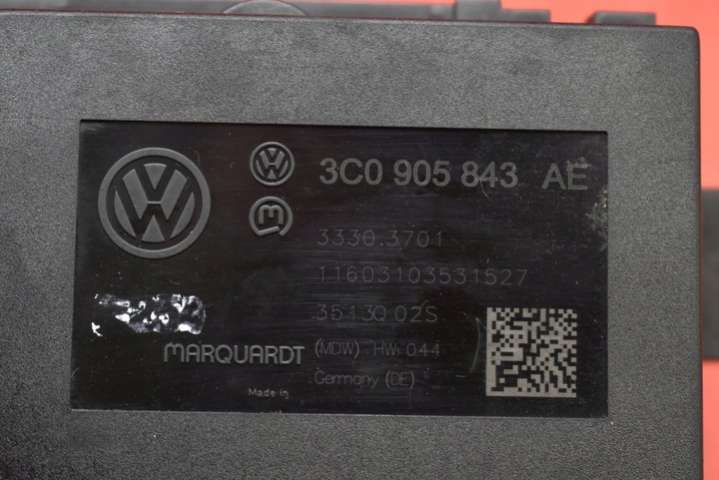 3C0 905 843 AE
3330.3701
11603103531527
35130 02S
MARQUARDT (MDW) HW: 044
Made in Germany (DE)